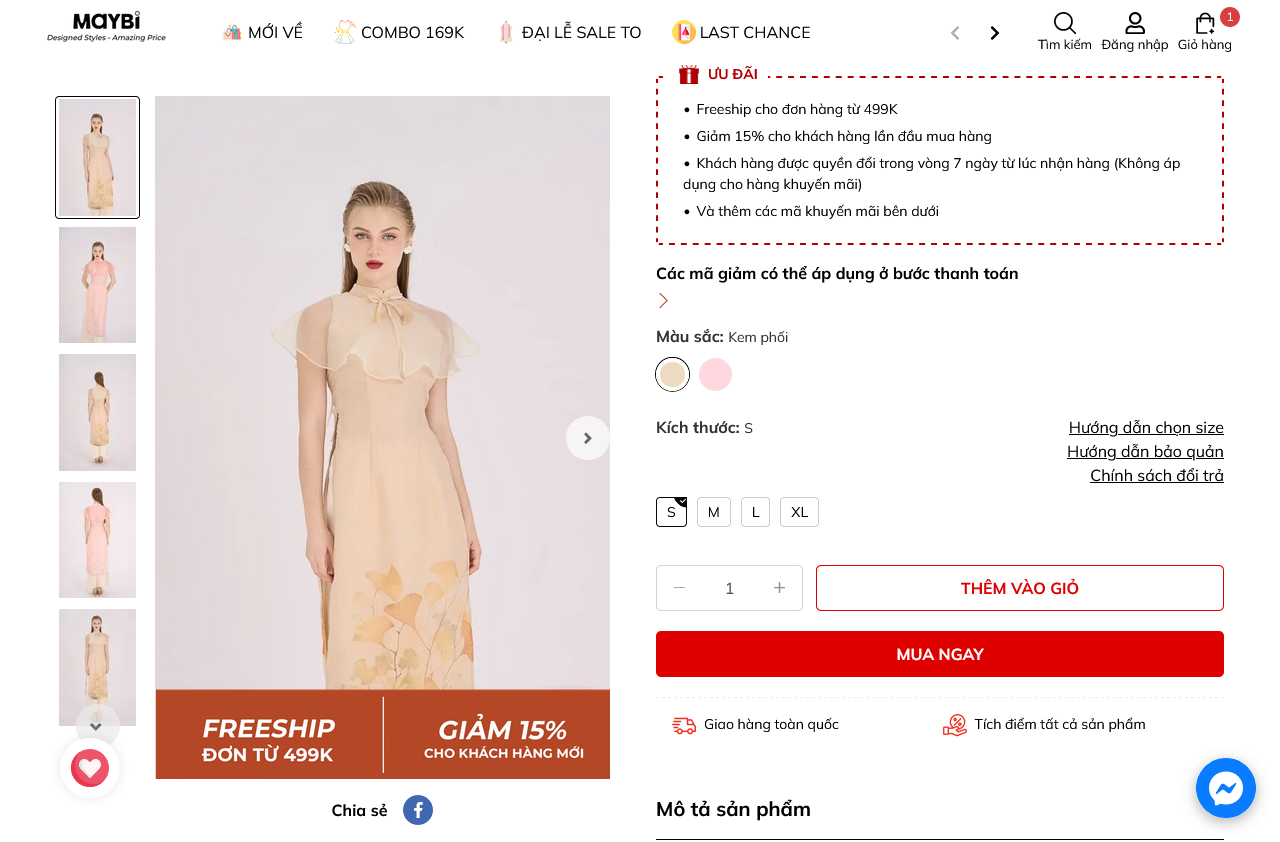 MAYBI
Designed Styles - Amazing Price
MỚI VỀ
COMBO 169K
ĐẠI LỄ SALE TO
LAST CHANCE
Tìm kiếm
Đăng nhập
1
Giỏ hàng
FREESHIP
ĐƠN TỪ 499K
GIẢM 15%
CHO KHÁCH HÀNG MỚI
Chia sẻ
ƯU ĐÃI
• Freeship cho đơn hàng từ 499K
• Giảm 15% cho khách hàng lần đầu mua hàng
• Khách hàng được quyền đổi trong vòng 7 ngày từ lúc nhận hàng (Không áp
dụng cho hàng khuyến mãi)
• Và thêm các mã khuyến mãi bên dưới
Các mã giảm có thể áp dụng ở bước thanh toán
Màu sắc: Kem phối
Kích thước: S
Hướng dẫn chọn size
Hướng dẫn bảo quản
Chính sách đổi trả
S
M
L
XL
1
THÊM VÀO GIỎ
MUA NGAY
Giao hàng toàn quốc
Tích điểm tất cả sản phẩm
Mô tả sản phẩm